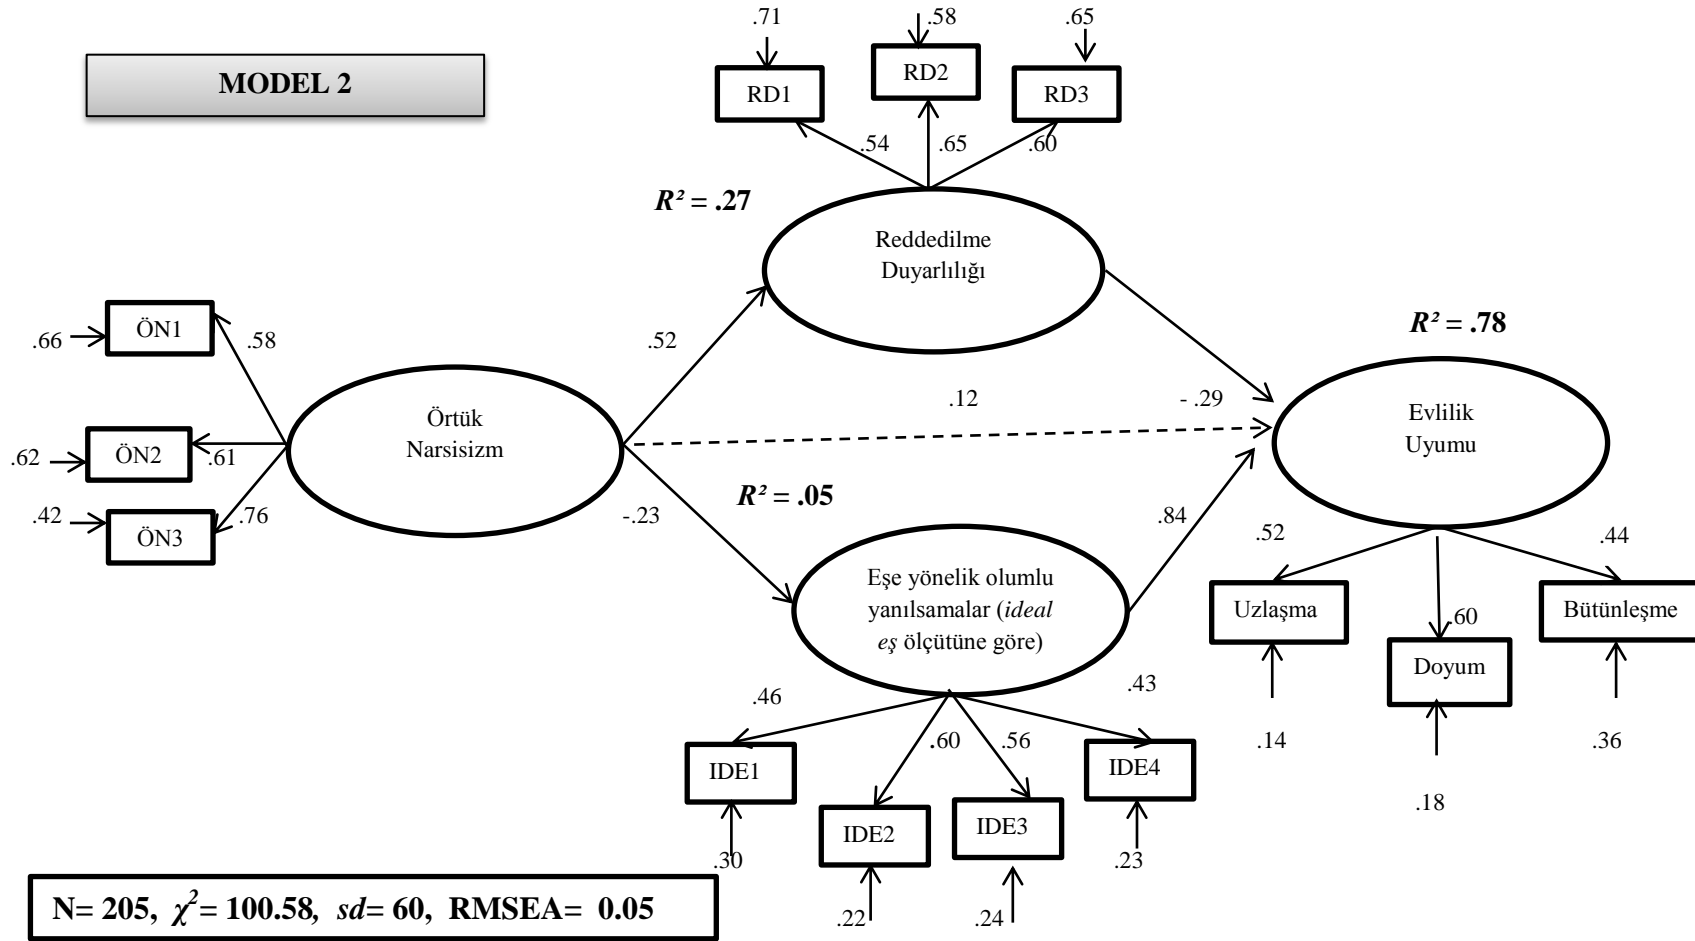 MODEL 2
.71
.58
.65
RD1
RD2
RD3
.54
.65
.60
R² = .27
Reddedilme
Duyarlılığı
R² = .78
.66
ÖN1
.58
.52
.12
- .29
Örtük
Narsisizm
Evlilik
Uyumu
.62
ÖN2
.61
.42
ÖN3
.76
-.23
R² = .05
.84
.52
.44
Eşe yönelik olumlu
yanılsamalar (ideal
eş ölçütüne göre)
Uzlaşma
.60
Bütünleşme
Doyum
.46
.60
.56
.43
.14
.18
.36
IDE1
IDE2
IDE3
IDE4
.30
.22
.24
.23
N= 205, χ²= 100.58, sd= 60, RMSEA= 0.05